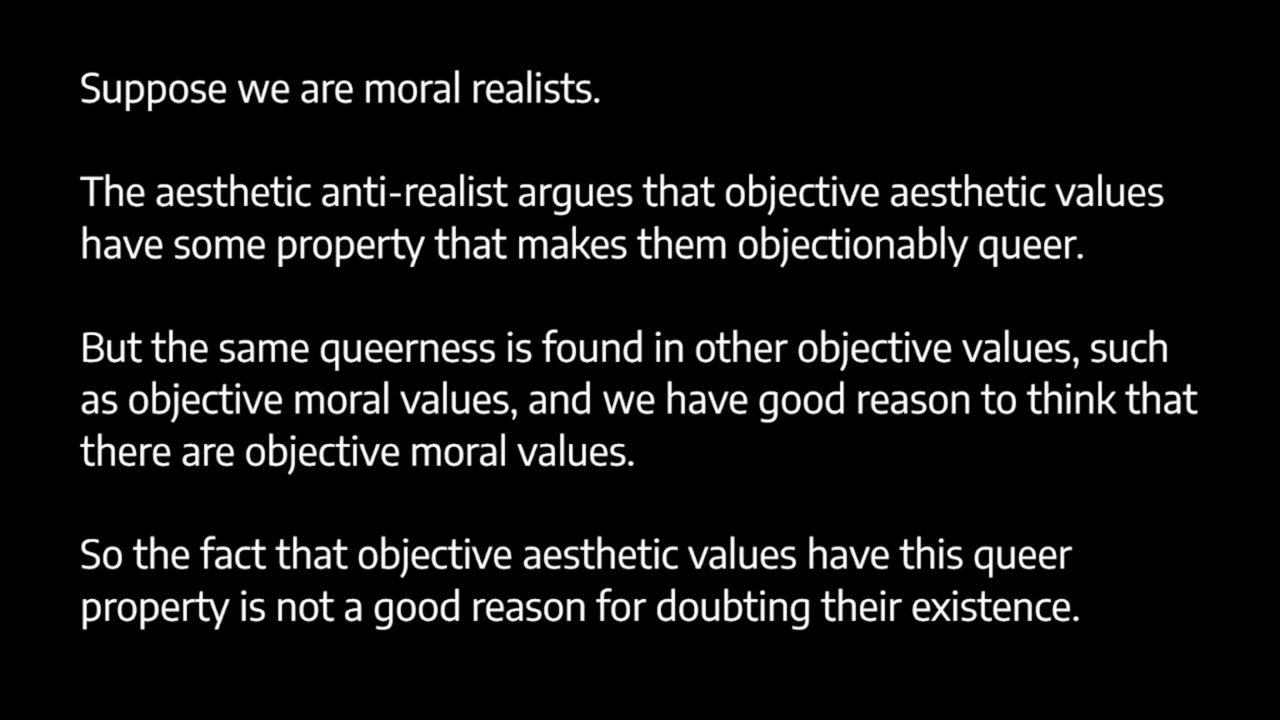 Suppose we are moral realists.
The aesthetic anti-realist argues that objective aesthetic values
have some property that makes them objectionably queer.
But the same queerness is found in other objective values, such
as objective moral values, and we have good reason to think that
there are objective moral values.
So the fact that objective aesthetic values have this queer
property is not a good reason for doubting their existence.